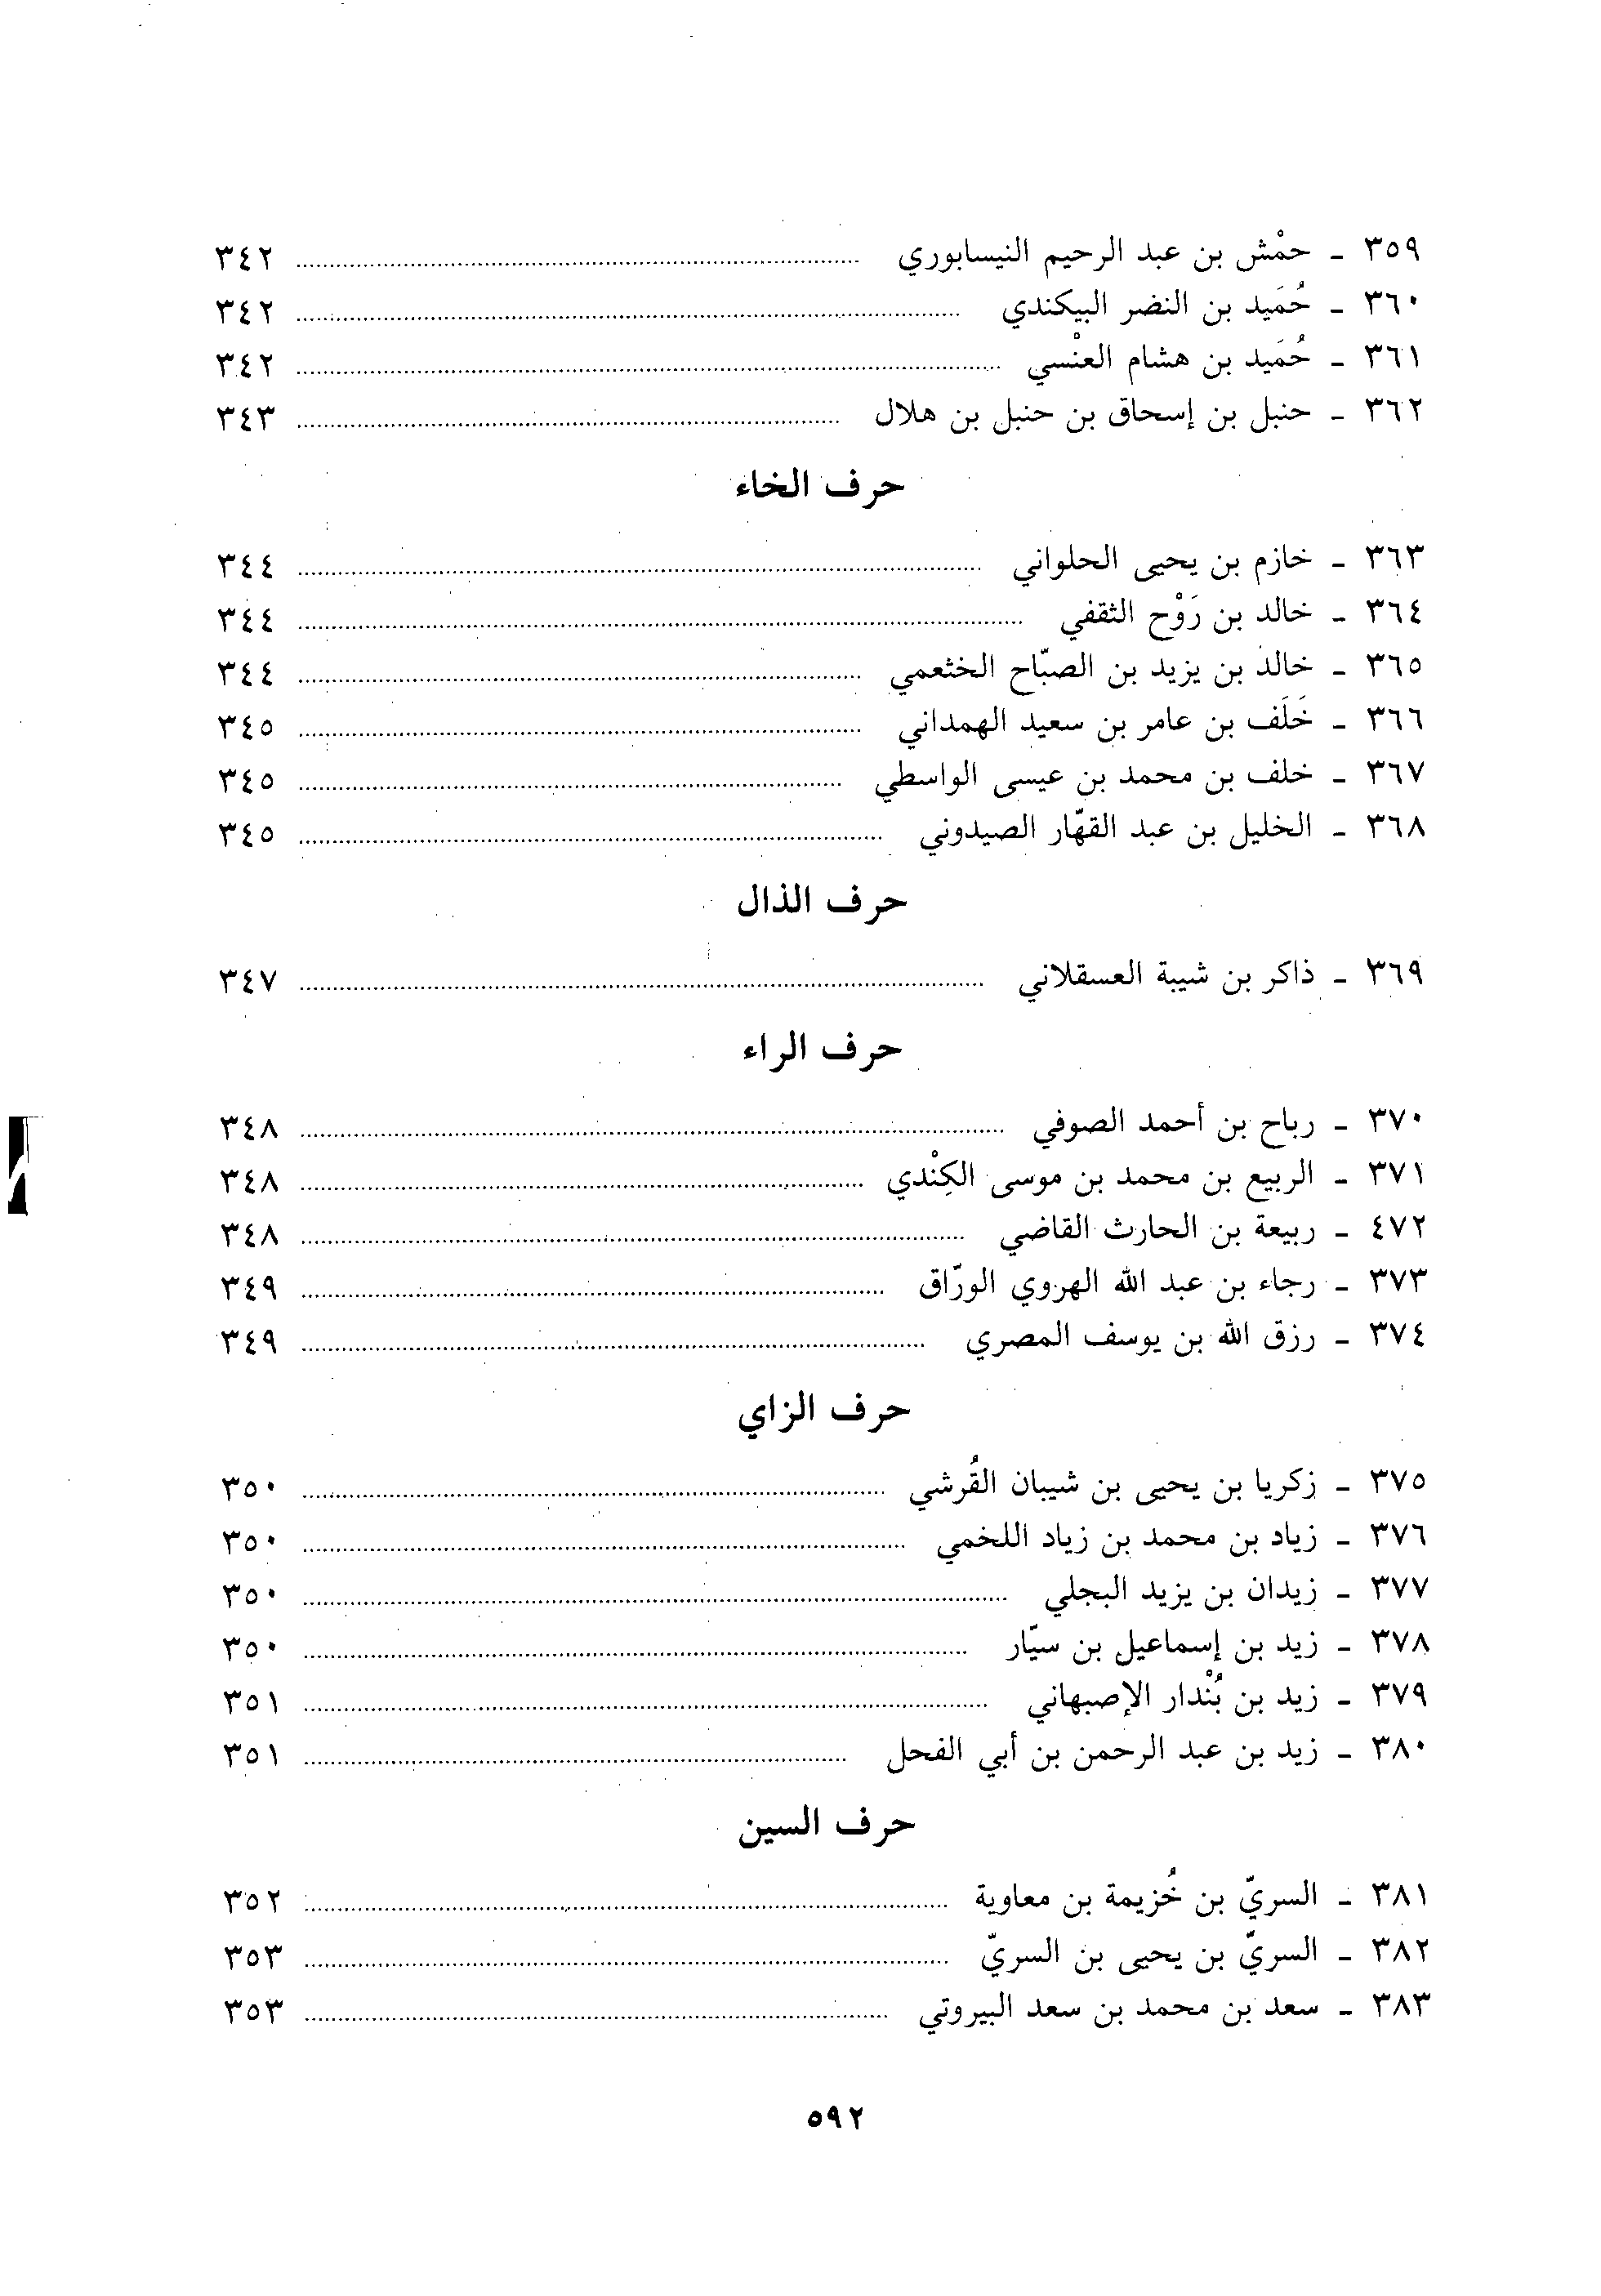 ٣٥٩ ـ حمْش بن عبد الرحيم النيسابوري ........ ٣٤٢
٣٦٠ ـ حُمَيد بن النضر البيكندي ........ ٣٤٢
٣٦١ ـ حُمَيد بن هشام العنْسي ........ ٣٤٢
٣٦٢ ـ حنبل بن إسحاق بن حنبل بن هلال ........ ٣٤٣
حرف الخاء
٣٦٣ ـ خازم بن يحيى الحلواني ........ ٣٤٤
٣٦٤ ـ خالد بن رَوْح الثقفي ........ ٣٤٤
٣٦٥ ـ خالد بن يزيد بن الصبّاح الخثعمي ........ ٣٤٤
٣٦٦ ـ خَلَف بن عامر بن سعيد الهمداني ........ ٣٤٥
٣٦٧ ـ خلف بن محمد بن عيسى الواسطي ........ ٣٤٥
٣٦٨ ـ الخليل بن عبد القهّار الصيدوني ........ ٣٤٥
حرف الذال
٣٦٩ ـ ذاكر بن شيبة العسقلاني ........ ٣٤٧
حرف الراء
٣٧٠ ـ رباح بن أحمد الصوفي ........ ٣٤٨
٣٧١ ـ الربيع بن محمد بن موسى الكِنْدي ........ ٣٤٨
٤٧٢ ـ ربيعة بن الحارث القاضي ........ ٣٤٨
٣٧٣ ـ رجاء بن عبد الله الهروي الورّاق ........ ٣٤٩
٣٧٤ ـ رزق الله بن يوسف المصري ........ ٣٤٩
حرف الزاي
٣٧٥ ـ زكريا بن يحيى بن شيبان القُرشي ........ ٣٥٠
٣٧٦ ـ زياد بن محمد بن زياد اللخمي ........ ٣٥٠
٣٧٧ ـ زيدان بن يزيد البجلي ........ ٣٥٠
٣٧٨ ـ زيد بن إسماعيل بن سيّار ........ ٣٥٠
٣٧٩ ـ زيد بن بُنْدار الإصبهاني ........ ٣٥١
٣٨٠ ـ زيد بن عبد الرحمن بن أبي الفحل ........ ٣٥١
حرف السين
٣٨١ ـ السريّ بن خُزيمة بن معاوية ........ ٣٥٢
٣٨٢ ـ السريّ بن يحيى بن السريّ ........ ٣٥٣
٣٨٣ ـ سعد بن محمد بن سعد البيروتي ........ ٣٥٣
٥٩٢